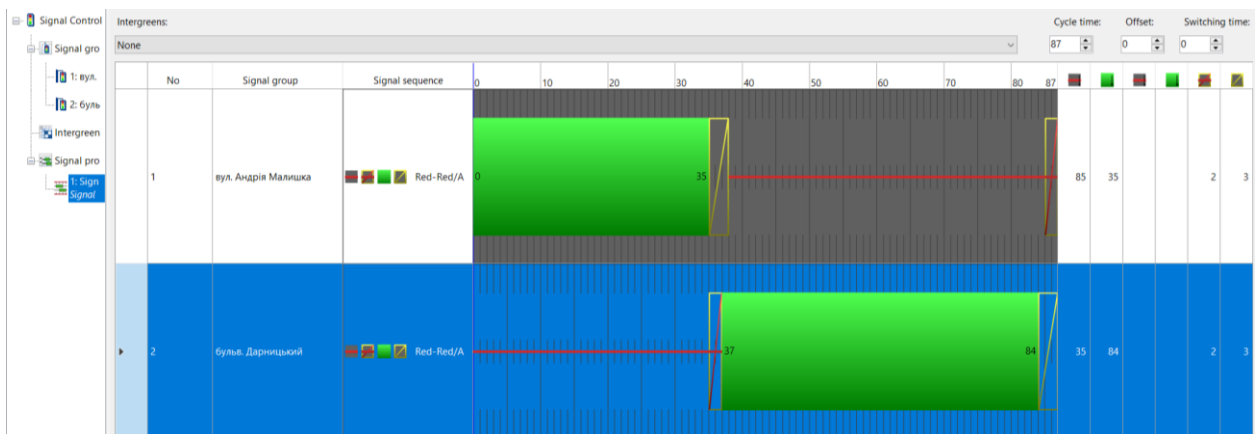 Signal Control
Signal gro
1: вул.
2: буль
Intergreen
Signal pro
1: Sign
Signal
Intergreens:
None
Cycle time:
87
Offset:
0
Switching time:
0
No Signal group Signal sequence 0 10 20 30 40 50 60 70 80 87
1 вул. Андрія Малишка Red-Red/A 0 35 85 35 2 3
2 бульв. Дарницький Red-Red/A 37 84 35 84 2 3